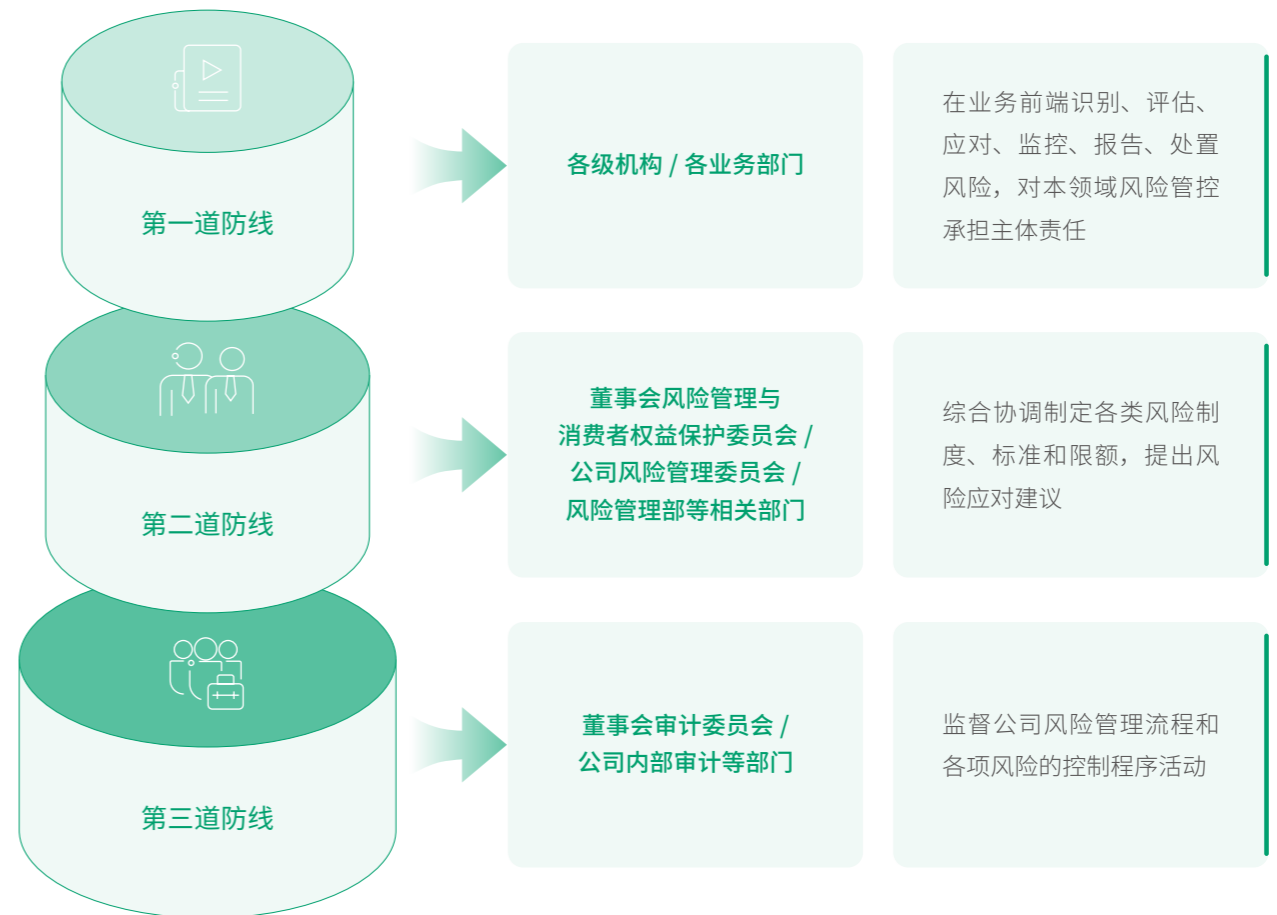 第一道防线
各级机构 / 各业务部门
在业务前端识别、评估、
应对、监控、报告、处置
风险，对本领域风险管控
承担主体责任
第二道防线
董事会风险管理与
消费者权益保护委员会 /
公司风险管理委员会 /
风险管理部等相关部门
综合协调制定各类风险制
度、标准和限额，提出风
险应对建议
第三道防线
董事会审计委员会 /
公司内部审计等部门
监督公司风险管理流程和
各项风险的控制程序活动